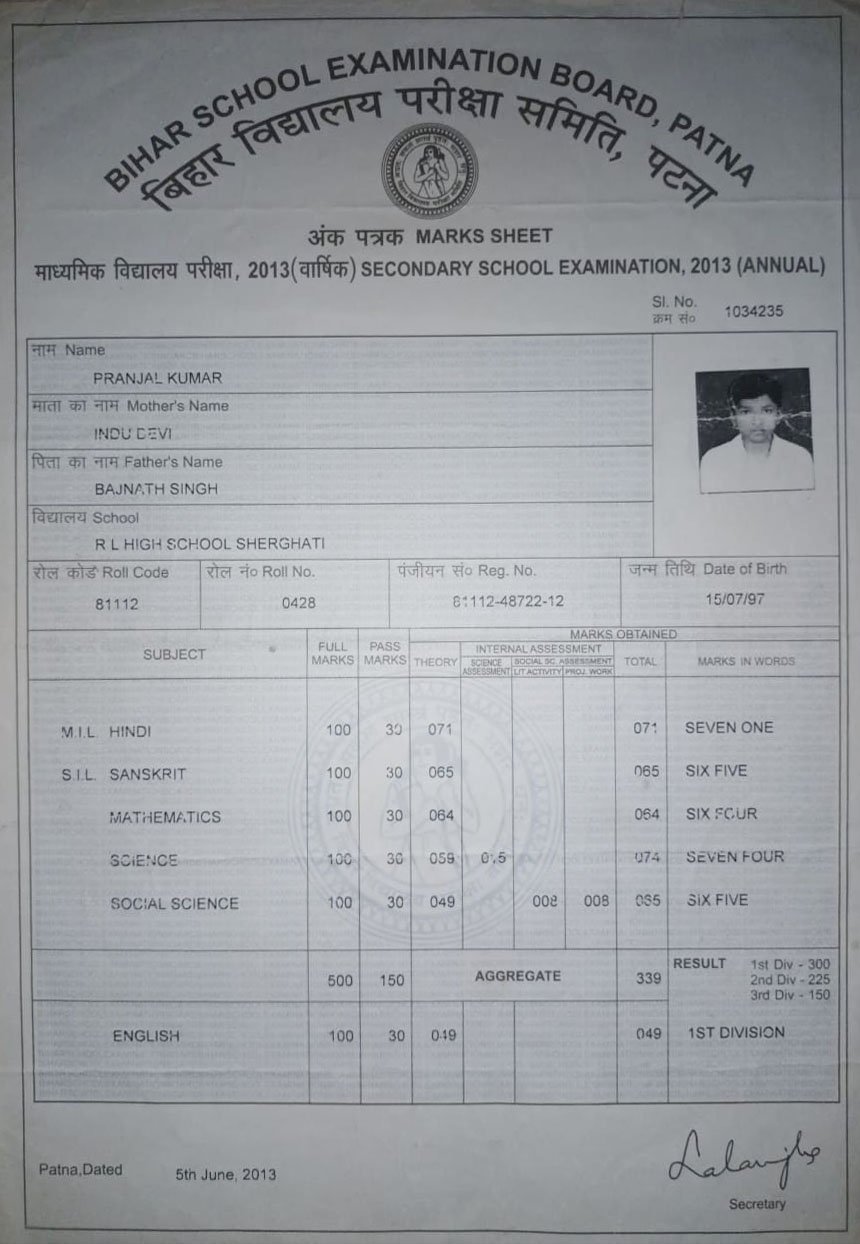 BIHAR SCHOOL EXAMINATION BOARD, PATNA
बिहार विद्यालय परीक्षा समिति, पटना
अंक पत्रक MARKS SHEET
माध्यमिक विद्यालय परीक्षा, 2013(वार्षिक) SECONDARY SCHOOL EXAMINATION, 2013 (ANNUAL)
Sl. No. 1034235
क्रम सं०
नाम Name
PRANJAL KUMAR
माता का नाम Mother's Name
INDU DEVI
पिता का नाम Father's Name
BAJNATH SINGH
विद्यालय School
R L HIGH SCHOOL SHERGHATI
रोल कोड Roll Code रोल नं० Roll No. पंजीयन सं० Reg. No. जन्म तिथि Date of Birth
81112 0428 81112-48722-12 15/07/97
MARKS OBTAINED
SUBJECT FULL MARKS PASS MARKS THEORY INTERNAL ASSESSMENT TOTAL MARKS IN WORDS
SCIENCE ASSESSMENT SOCIAL SC. ASSESSMENT
LIT ACTIVITY PROJ. WORK
M.I.L. HINDI 100 30 071 071 SEVEN ONE
S.I.L. SANSKRIT 100 30 065 065 SIX FIVE
MATHEMATICS 100 30 064 064 SIX FOUR
SCIENCE 100 30 059 015 074 SEVEN FOUR
SOCIAL SCIENCE 100 30 049 008 008 065 SIX FIVE
500 150 AGGREGATE 339 RESULT 1st Div - 300
2nd Div - 225
3rd Div - 150
ENGLISH 100 30 049 049 1ST DIVISION
Patna,Dated 5th June, 2013
Secretary